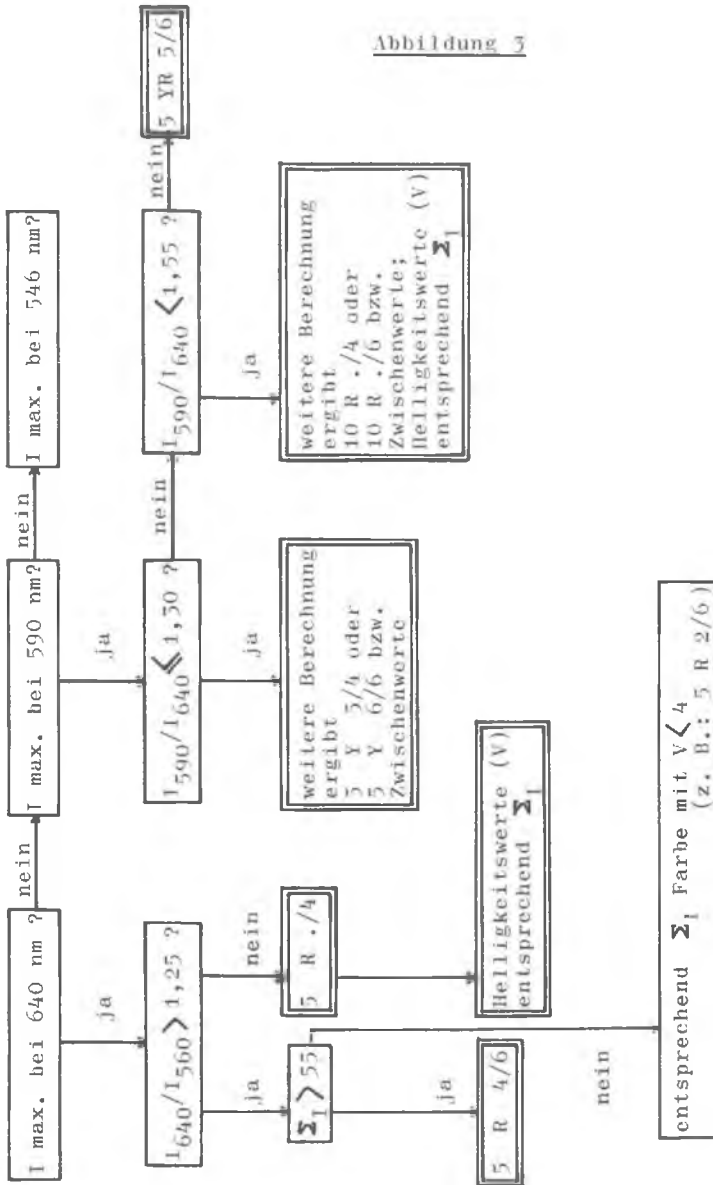 Abbildung 3
I max. bei 640 nm ?
nein
I max. bei 590 nm?
nein
I max. bei 546 nm?
ja
ja
I640/I560 > 1,25 ?
I590/I640 ≤ 1,30 ?
nein
I590/I640 < 1,55 ?
nein
5 YR 5/6
ja
nein
ja
ja
ΣI > 55
5 R ./4
weitere Berechnung
ergibt
5 Y 5/4 oder
5 Y 6/6 bzw.
Zwischenwerte
weitere Berechnung
ergibt
10 R ./4 oder
10 R ./6 bzw.
Zwischenwerte;
Helligkeitswerte (V)
entsprechend ΣI
ja
5 R 4/6
Helligkeitswerte (V)
entsprechend ΣI
nein
entsprechend ΣI Farbe mit V < 4
(z. B.: 5 R 2/6)